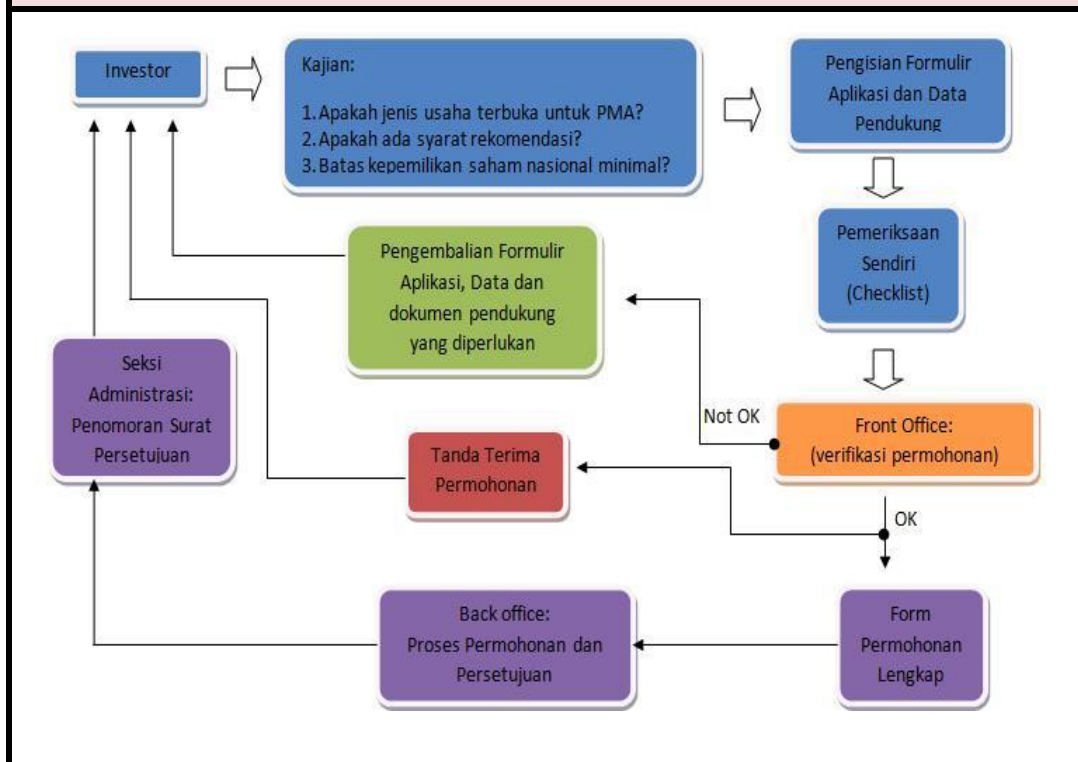 Investor
Kajian:
1. Apakah jenis usaha terbuka untuk PMA?
2. Apakah ada syarat rekomendasi?
3. Batas kepemilikan saham nasional minimal?
Pengisian Formulir
Aplikasi dan Data
Pendukung
Pemeriksaan
Sendiri
(Checklist)
Pengembalian Formulir
Aplikasi, Data dan
dokumen pendukung
yang diperlukan
Seksi
Administrasi:
Penomoran Surat
Persetujuan
Not OK
Front Office:
(verifikasi permohonan)
Tanda Terima
Permohonan
OK
Back office:
Proses Permohonan dan
Persetujuan
Form
Permohonan
Lengkap